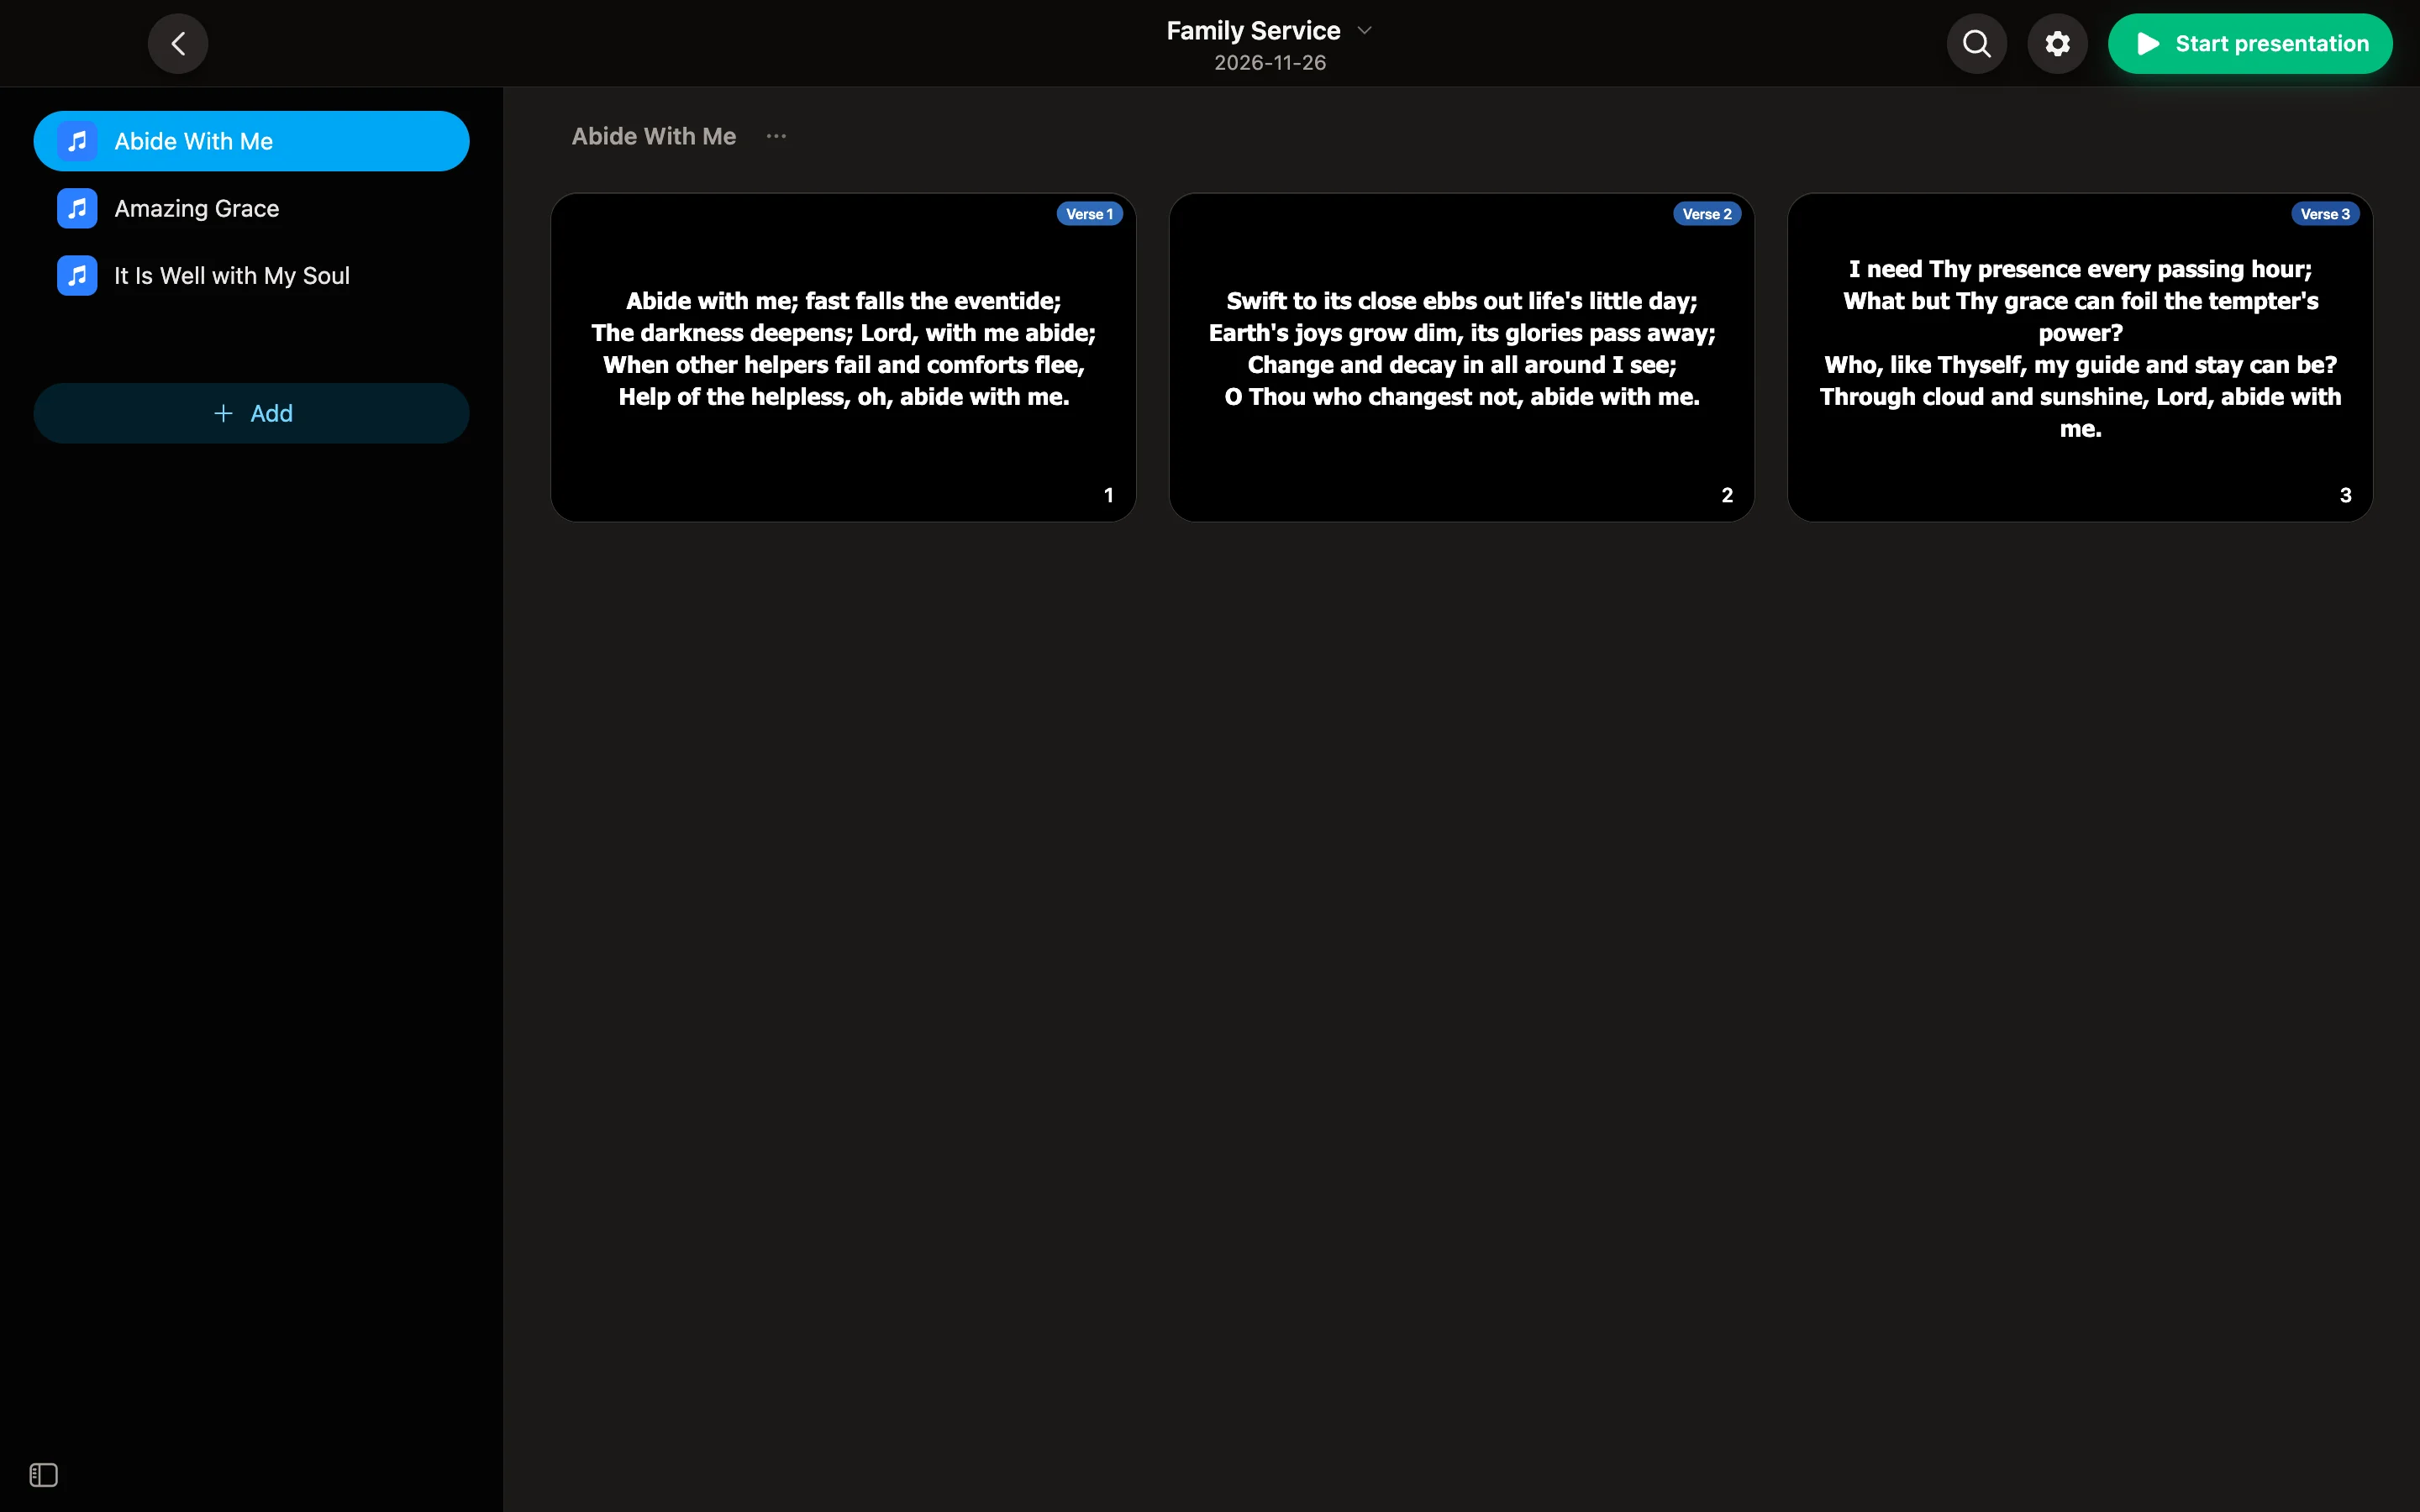 Family Service
2026-11-26
Start presentation
Abide With Me
Amazing Grace
It Is Well with My Soul
Add
Abide With Me
Verse 1
Abide with me; fast falls the eventide;
The darkness deepens; Lord, with me abide;
When other helpers fail and comforts flee,
Help of the helpless, oh, abide with me.
1
Verse 2
Swift to its close ebbs out life's little day;
Earth's joys grow dim, its glories pass away;
Change and decay in all around I see;
O Thou who changest not, abide with me.
2
Verse 3
I need Thy presence every passing hour;
What but Thy grace can foil the tempter's
power?
Who, like Thyself, my guide and stay can be?
Through cloud and sunshine, Lord, abide with
me.
3